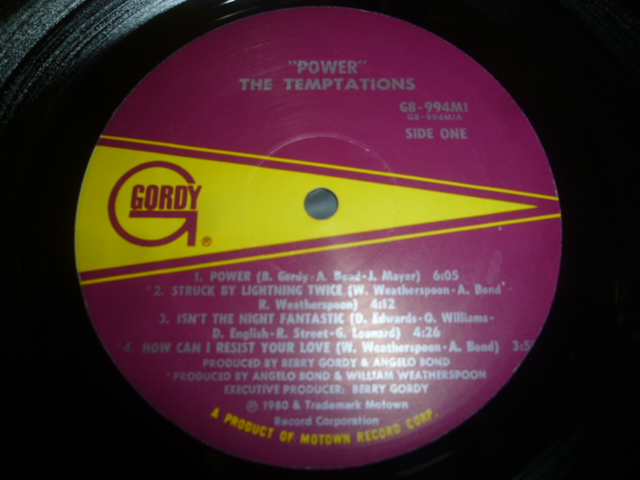 "POWER"
THE TEMPTATIONS
G8-994M1
G8-994M1A
SIDE ONE
GORDY
®
1. POWER (B. Gordy-A. Bond-J. Mayer) 6:05
*2. STRUCK BY LIGHTNING TWICE (W. Weatherspoon-A. Bond-
R. Weatherspoon) 4:12
3. ISN'T THE NIGHT FANTASTIC (D. Edwards-O. Williams-
D. English-R. Street-G. Leonard) 4:26
*4. HOW CAN I RESIST YOUR LOVE (W. Weatherspoon-A. Bond)
PRODUCED BY BERRY GORDY & ANGELO BOND
*PRODUCED BY ANGELO BOND & WILLIAM WEATHERSPOON
EXECUTIVE PRODUCER: BERRY GORDY
℗ 1980 & Trademark Motown
Record Corporation
A PRODUCT OF MOTOWN RECORD CORP.